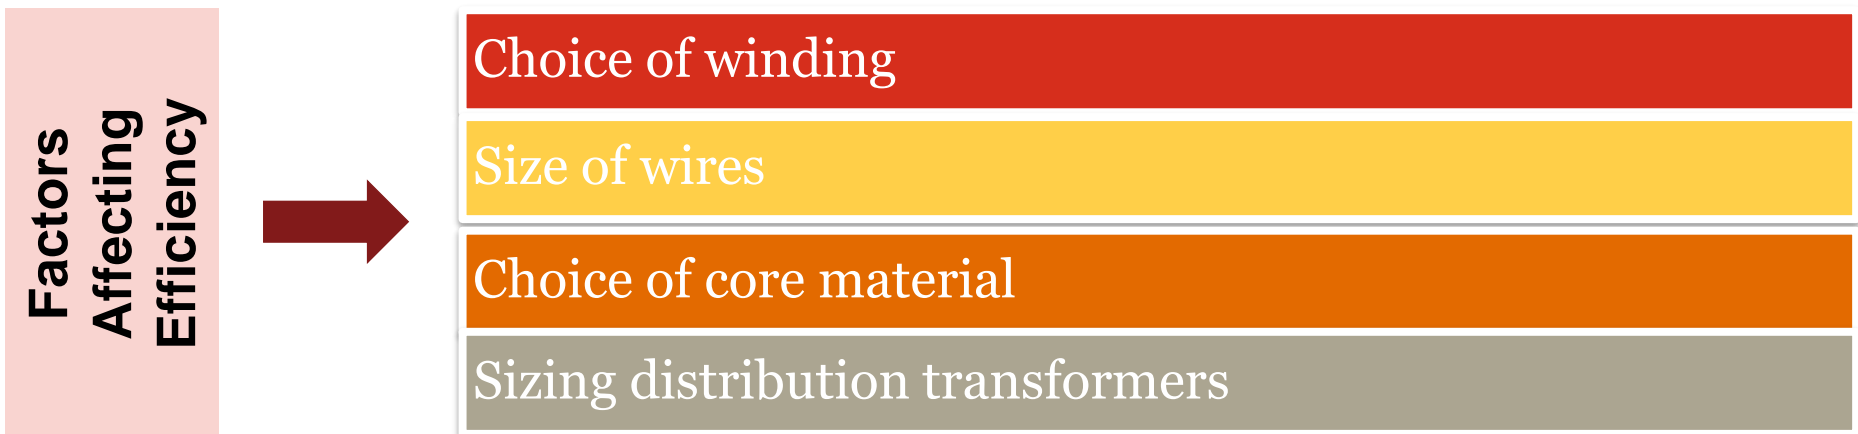 Factors
Affecting
Efficiency
Choice of winding
Size of wires
Choice of core material
Sizing distribution transformers